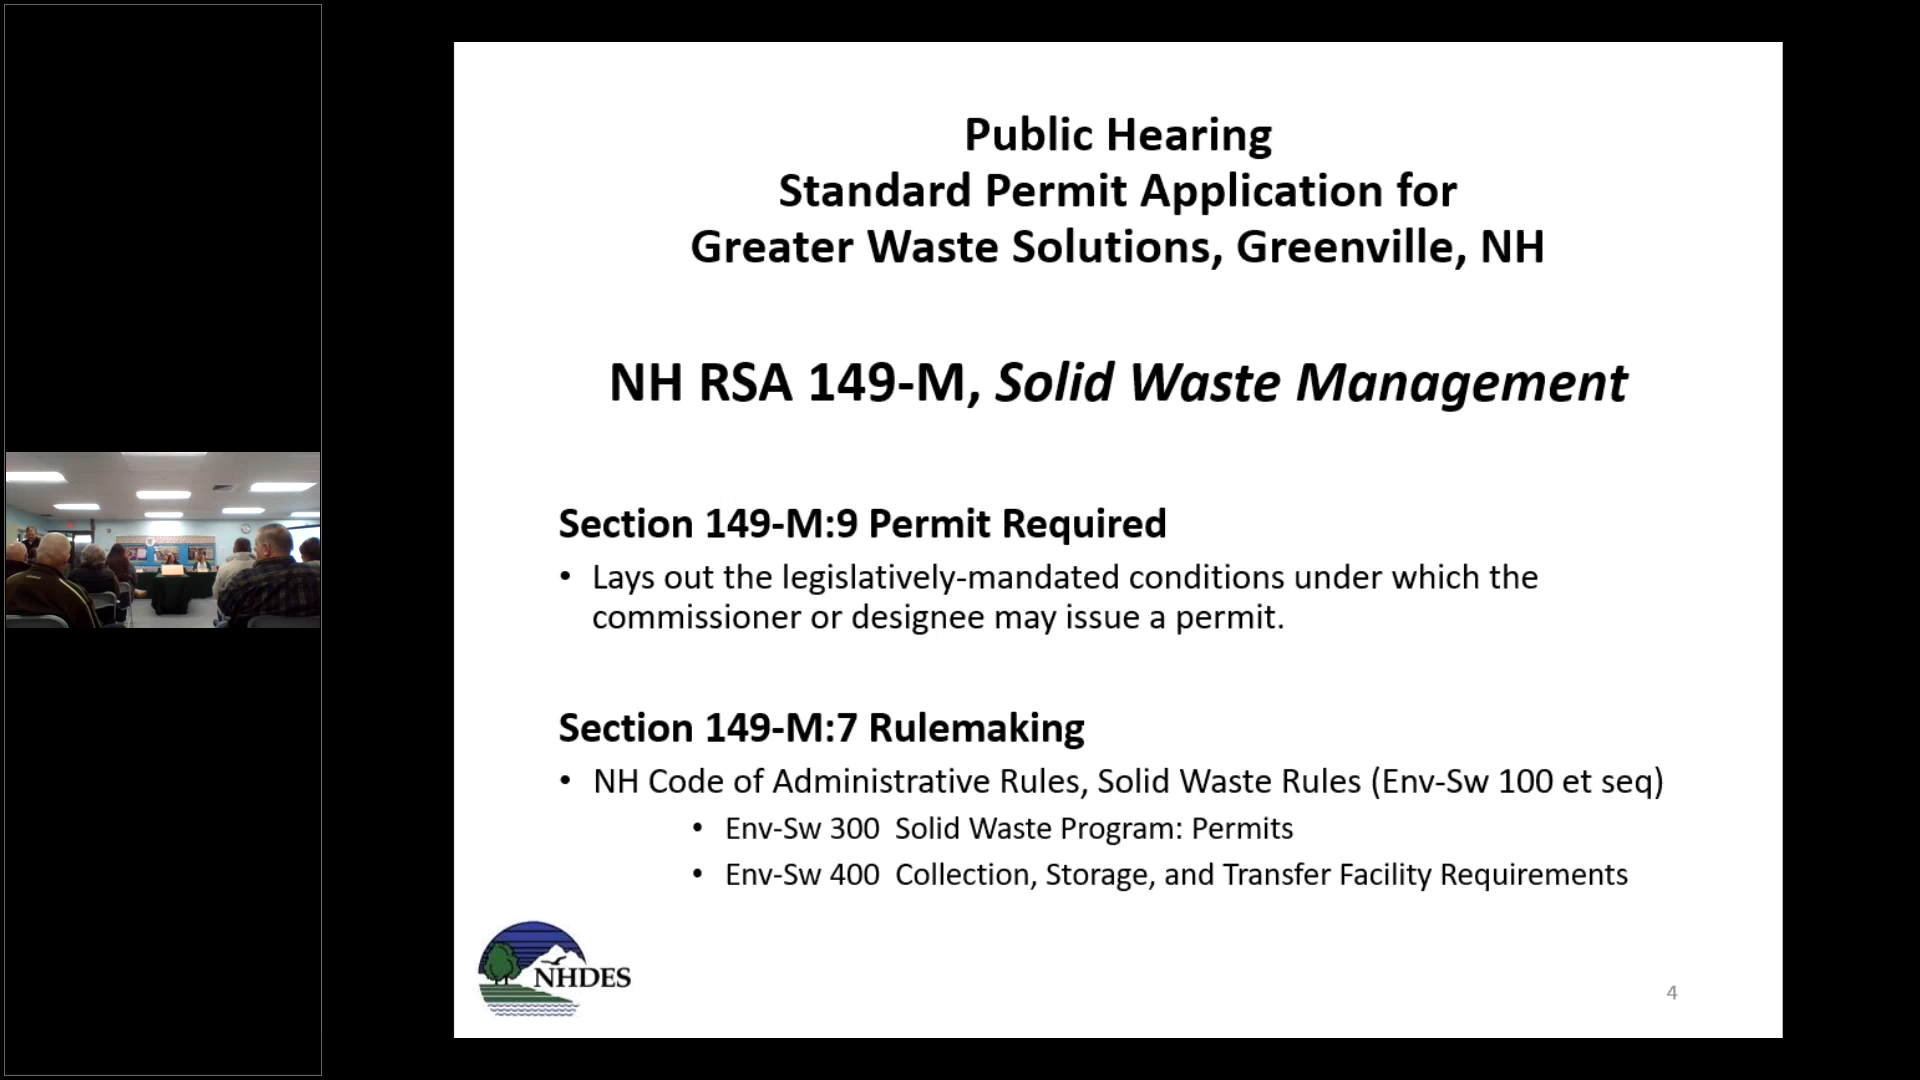 Public Hearing
Standard Permit Application for
Greater Waste Solutions, Greenville, NH
NH RSA 149-M, Solid Waste Management
Section 149-M:9 Permit Required
• Lays out the legislatively-mandated conditions under which the
commissioner or designee may issue a permit.
Section 149-M:7 Rulemaking
• NH Code of Administrative Rules, Solid Waste Rules (Env-Sw 100 et seq)
• Env-Sw 300 Solid Waste Program: Permits
• Env-Sw 400 Collection, Storage, and Transfer Facility Requirements
NHDES
4